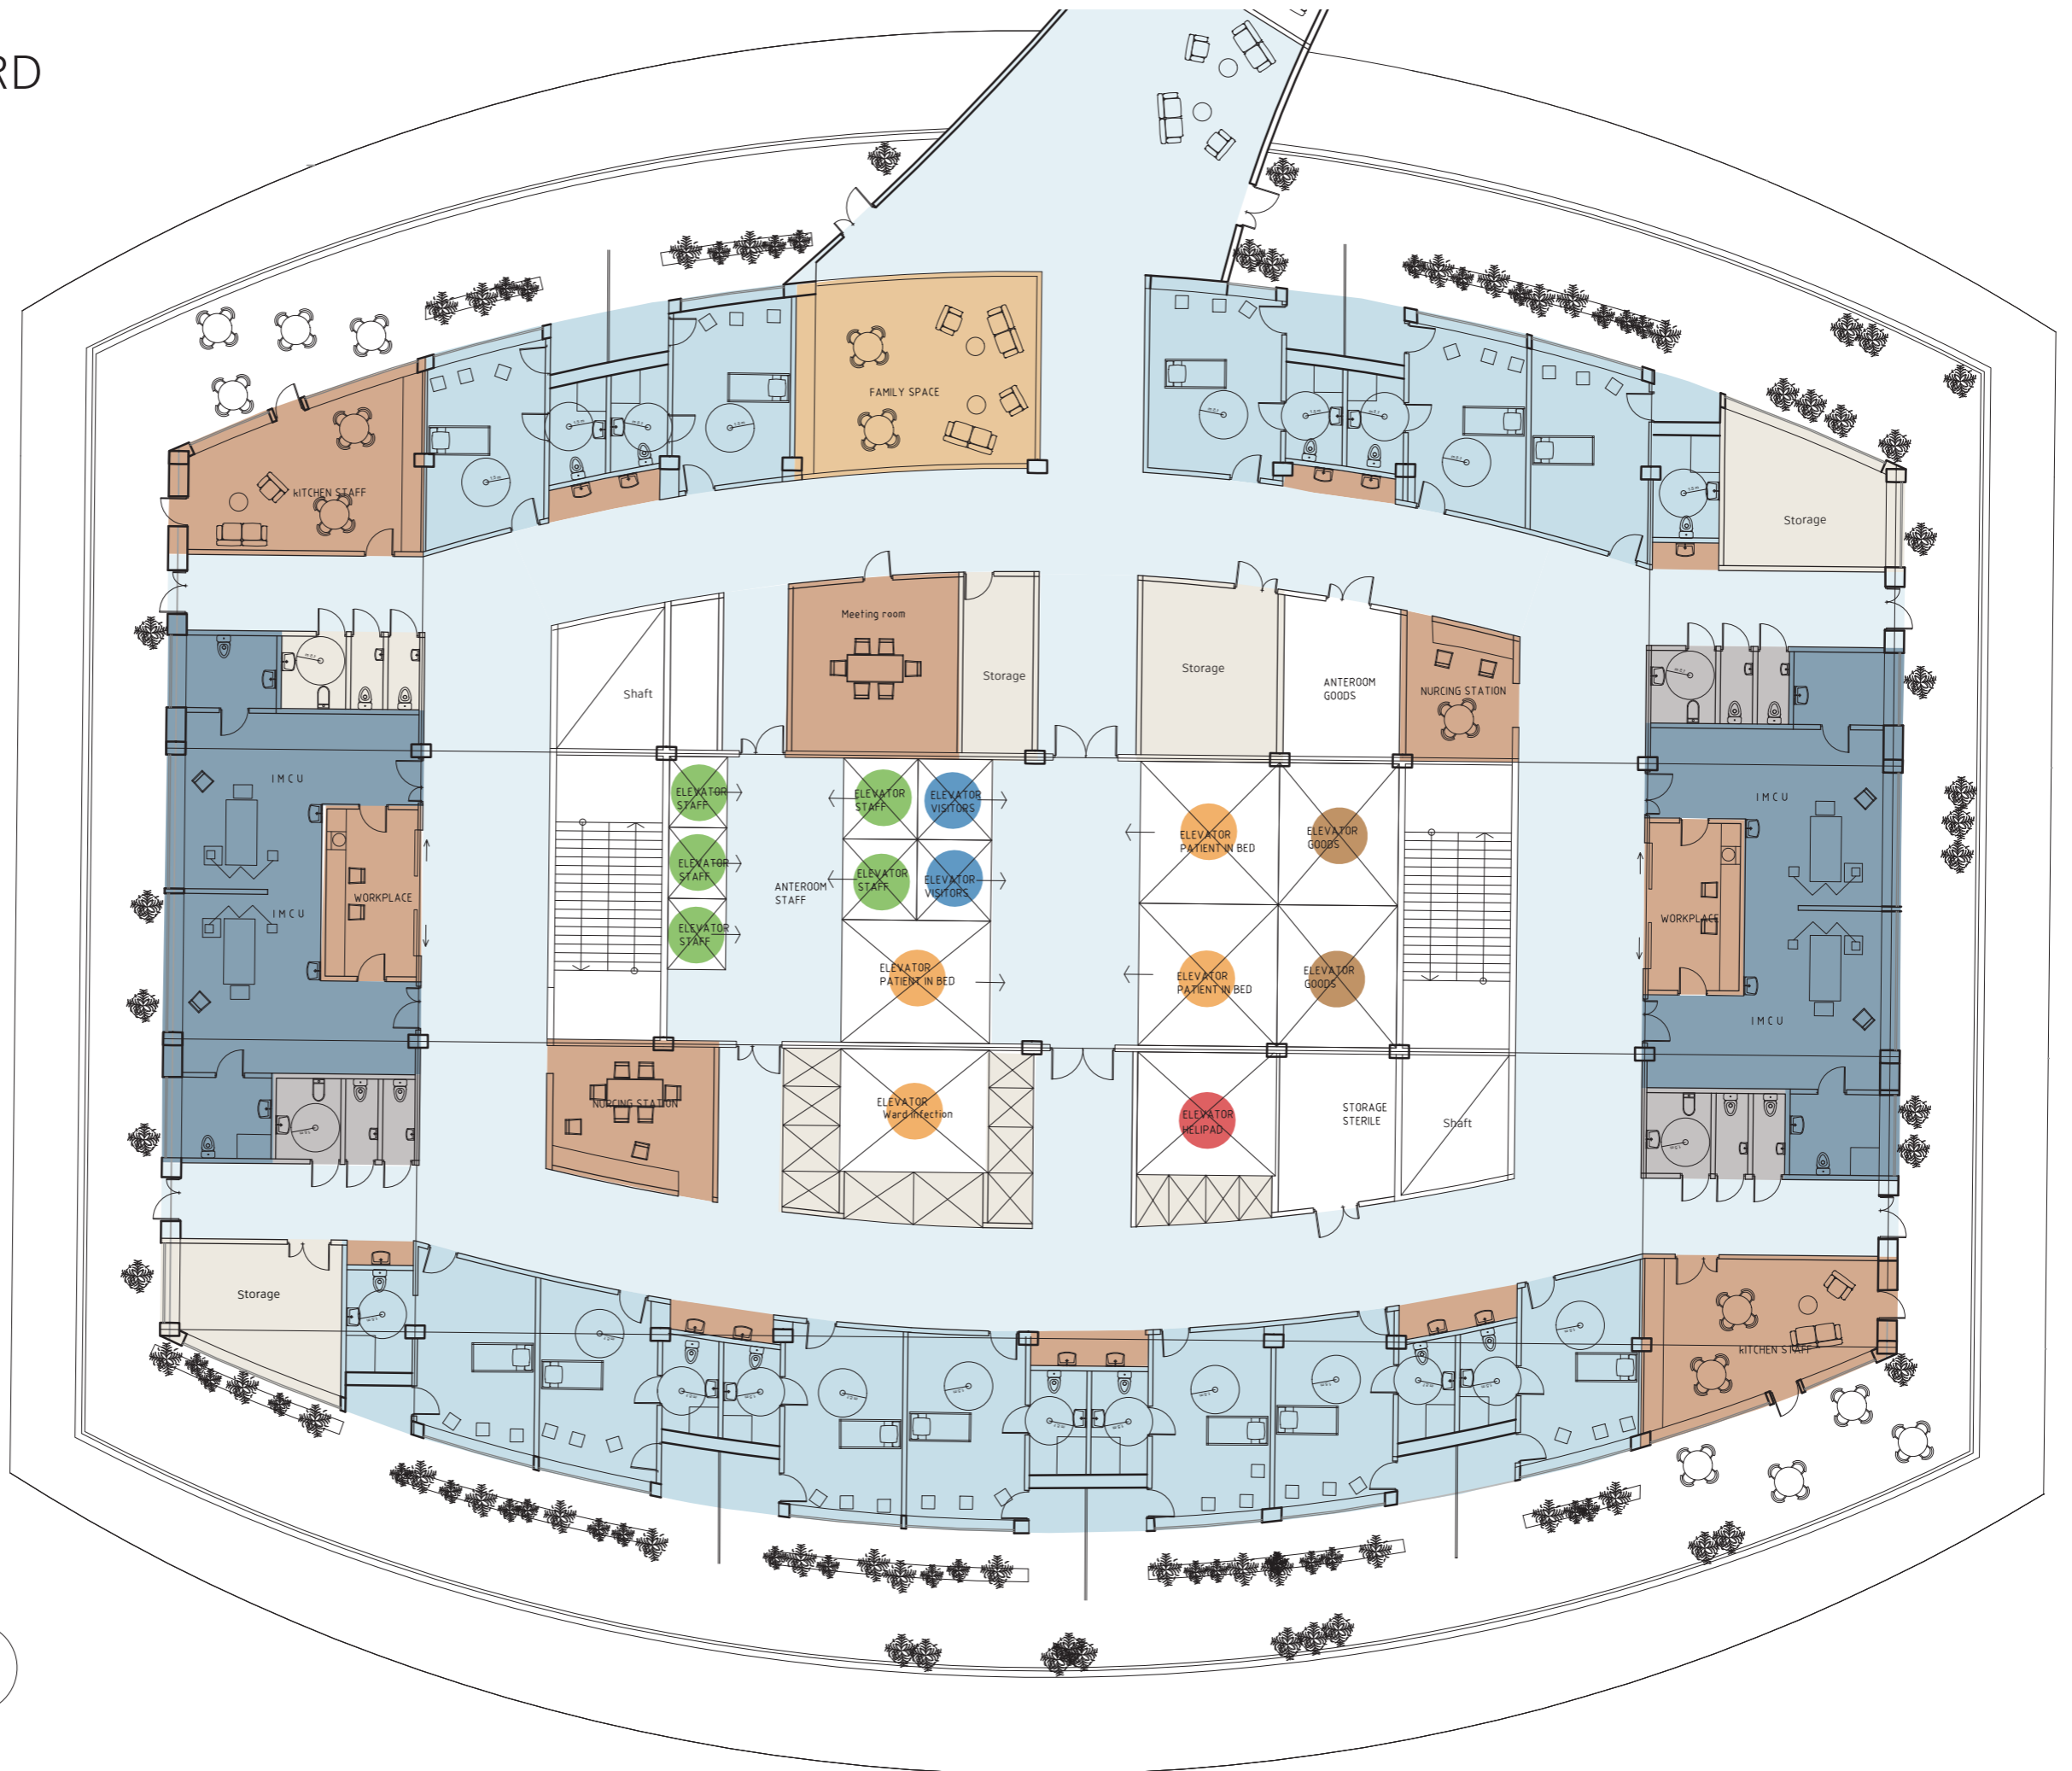 RD
FAMILY SPACE
kITCHEN STAFF
Storage
Meeting room
Shaft
Storage
Storage
ANTEROOM
GOODS
NURCING STATION
IMCU
ELEVATOR
STAFF
ELEVATOR
STAFF
ELEVATOR
VISITORS
ELEVATOR
PATIENT IN BED
ELEVATOR
GOODS
IMCU
ELEVATOR
STAFF
ANTEROOM
STAFF
ELEVATOR
STAFF
ELEVATOR
VISITORS
WORKPLACE
IMCU
WORKPLACE
ELEVATOR
STAFF
ELEVATOR
PATIENT IN BED
ELEVATOR
PATIENT IN BED
ELEVATOR
GOODS
IMCU
NURCING STATION
ELEVATOR
Ward Infection
ELEVATOR
HELIPAD
STORAGE
STERILE
Shaft
Storage
kITCHEN STAFF